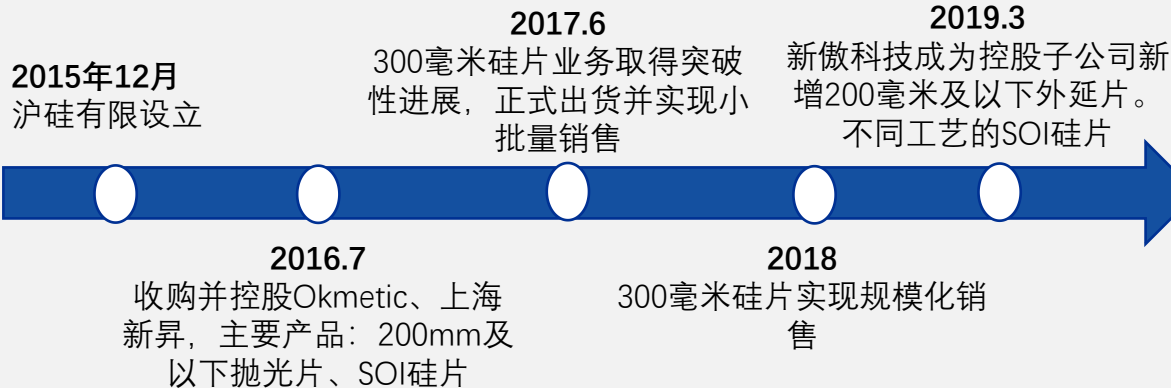 2015年12月
沪硅有限设立
2016.7
收购并控股Okmetic、上海
新昇，主要产品：200mm及
以下抛光片、SOI硅片
2017.6
300毫米硅片业务取得突破
性进展，正式出货并实现小
批量销售
2018
300毫米硅片实现规模化销
售
2019.3
新傲科技成为控股子公司新
增200毫米及以下外延片。
不同工艺的SOI硅片